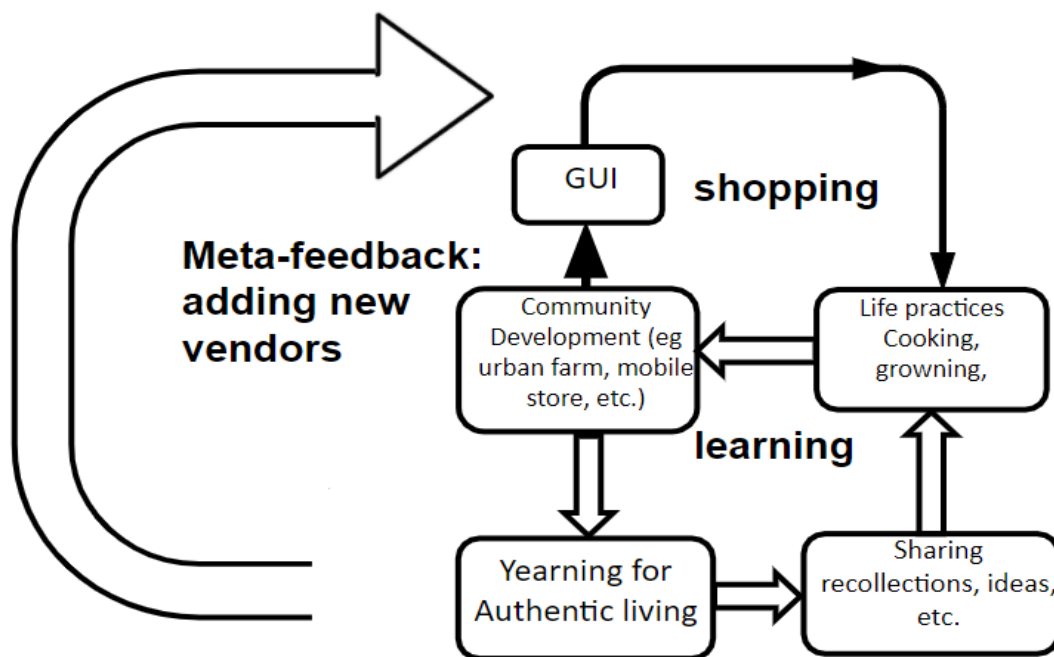 GUI
shopping
Meta-feedback:
adding new
vendors
Community
Development (eg
urban farm, mobile
store, etc.)
Life practices
Cooking,
growning,
learning
Yearning for
Authentic living
Sharing
recollections, ideas,
etc.